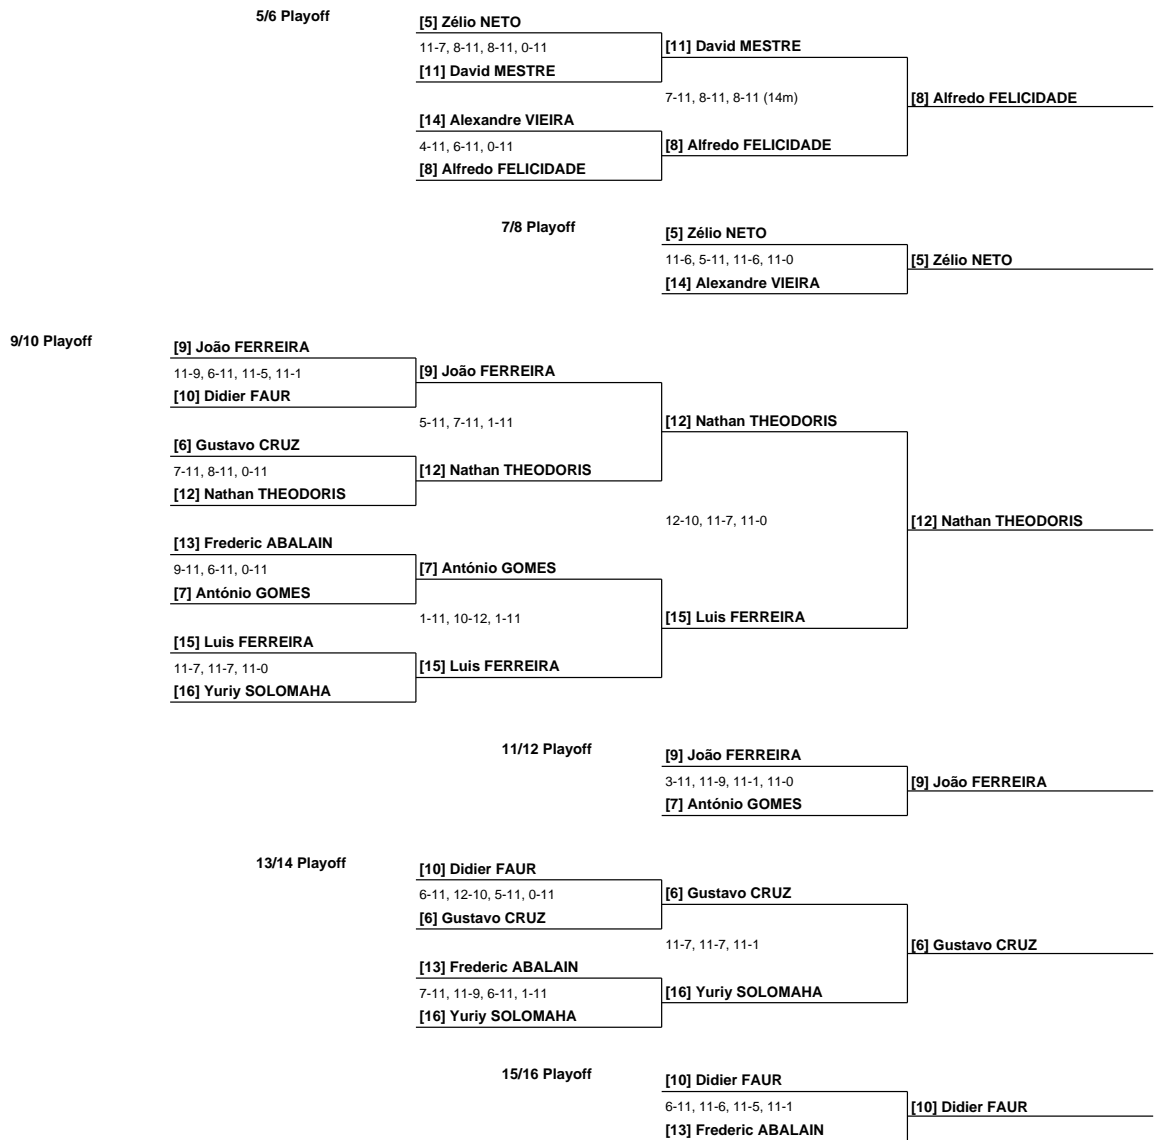 5/6 Playoff
[5] Zélio NETO
11-7, 8-11, 8-11, 0-11
[11] David MESTRE
[11] David MESTRE
7-11, 8-11, 8-11 (14m)
[8] Alfredo FELICIDADE
[14] Alexandre VIEIRA
4-11, 6-11, 0-11
[8] Alfredo FELICIDADE
[8] Alfredo FELICIDADE
7/8 Playoff
[5] Zélio NETO
11-6, 5-11, 11-6, 11-0
[5] Zélio NETO
[14] Alexandre VIEIRA
9/10 Playoff
[9] João FERREIRA
11-9, 6-11, 11-5, 11-1
[9] João FERREIRA
[10] Didier FAUR
5-11, 7-11, 1-11
[12] Nathan THEODORIS
[6] Gustavo CRUZ
7-11, 8-11, 0-11
[12] Nathan THEODORIS
[12] Nathan THEODORIS
12-10, 11-7, 11-0
[12] Nathan THEODORIS
[13] Frederic ABALAIN
9-11, 6-11, 0-11
[7] António GOMES
[7] António GOMES
1-11, 10-12, 1-11
[15] Luis FERREIRA
[15] Luis FERREIRA
11-7, 11-7, 11-0
[15] Luis FERREIRA
[16] Yuriy SOLOMAHA
11/12 Playoff
[9] João FERREIRA
3-11, 11-9, 11-1, 11-0
[9] João FERREIRA
[7] António GOMES
13/14 Playoff
[10] Didier FAUR
6-11, 12-10, 5-11, 0-11
[6] Gustavo CRUZ
[6] Gustavo CRUZ
11-7, 11-7, 11-1
[6] Gustavo CRUZ
[13] Frederic ABALAIN
7-11, 11-9, 6-11, 1-11
[16] Yuriy SOLOMAHA
[16] Yuriy SOLOMAHA
15/16 Playoff
[10] Didier FAUR
6-11, 11-6, 11-5, 11-1
[10] Didier FAUR
[13] Frederic ABALAIN